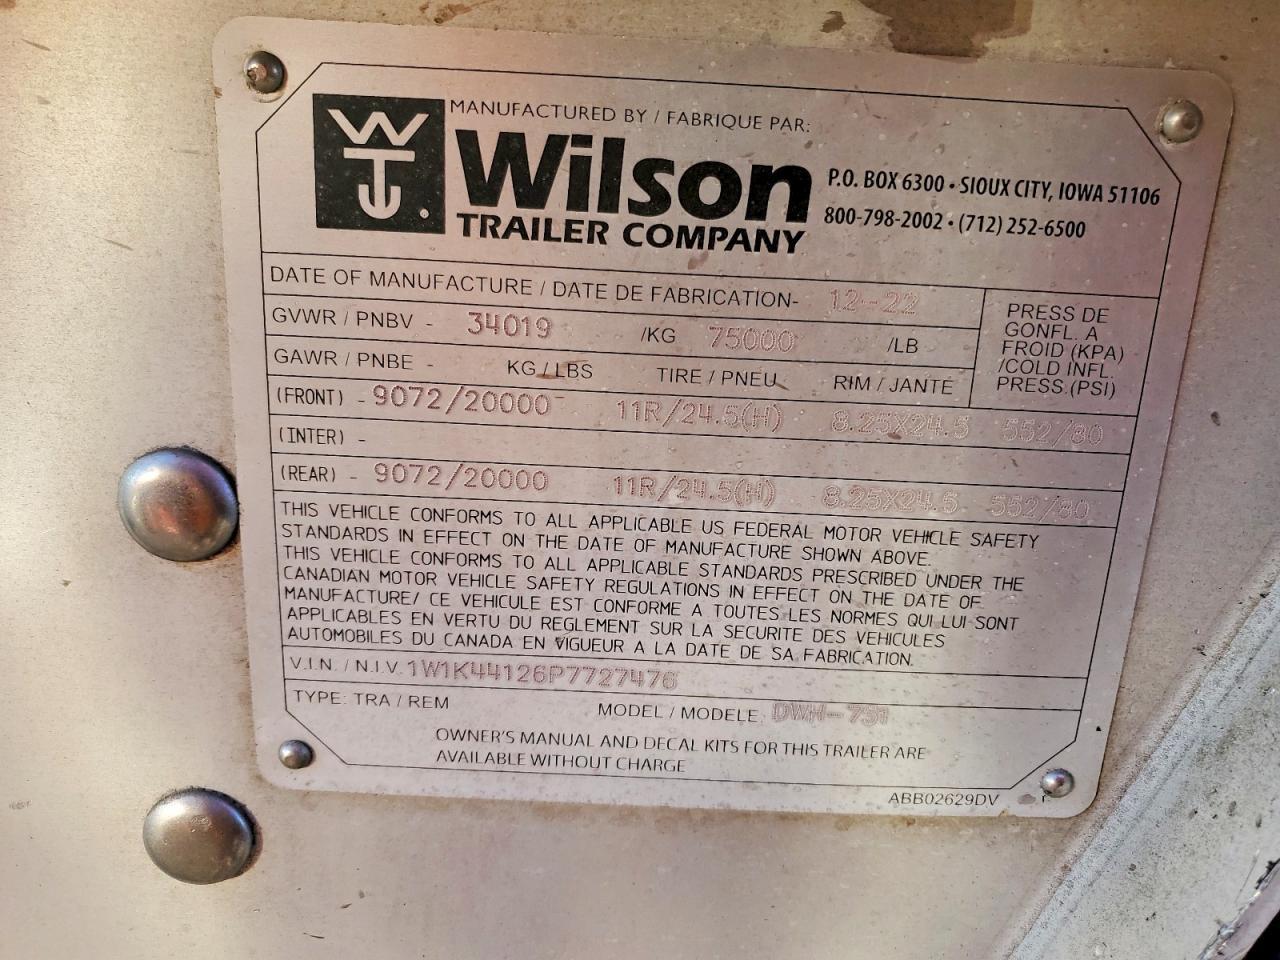 MANUFACTURED BY / FABRIQUE PAR:
WT
Wilson
TRAILER COMPANY
P.O. BOX 6300 • SIOUX CITY, IOWA 51106
800-798-2002 • (712) 252-6500
DATE OF MANUFACTURE / DATE DE FABRICATION- 12-22
GVWR / PNBV - 34019 /KG 75000 /LB
PRESS DE
GONFL. A
FROID (KPA)
/COLD INFL.
PRESS.(PSI)
GAWR / PNBE - KG / LBS TIRE / PNEU RIM / JANTE
(FRONT) - 9072/20000 11R/24.5(H) 8.25X24.5 552/80
(INTER) -
(REAR) - 9072/20000 11R/24.5(H) 8.25X24.5 552/80
THIS VEHICLE CONFORMS TO ALL APPLICABLE US FEDERAL MOTOR VEHICLE SAFETY
STANDARDS IN EFFECT ON THE DATE OF MANUFACTURE SHOWN ABOVE.
THIS VEHICLE CONFORMS TO ALL APPLICABLE STANDARDS PRESCRIBED UNDER THE
CANADIAN MOTOR VEHICLE SAFETY REGULATIONS IN EFFECT ON THE DATE OF
MANUFACTURE/ CE VEHICULE EST CONFORME A TOUTES LES NORMES QUI LUI SONT
APPLICABLES EN VERTU DU REGLEMENT SUR LA SECURITE DES VEHICULES
AUTOMOBILES DU CANADA EN VIGUEUR A LA DATE DE SA FABRICATION.
V.I.N. / N.I.V. 1W1K44126P7727476
TYPE: TRA / REM MODEL / MODELE: DWH-751
OWNER'S MANUAL AND DECAL KITS FOR THIS TRAILER ARE
AVAILABLE WITHOUT CHARGE
ABB02629DV